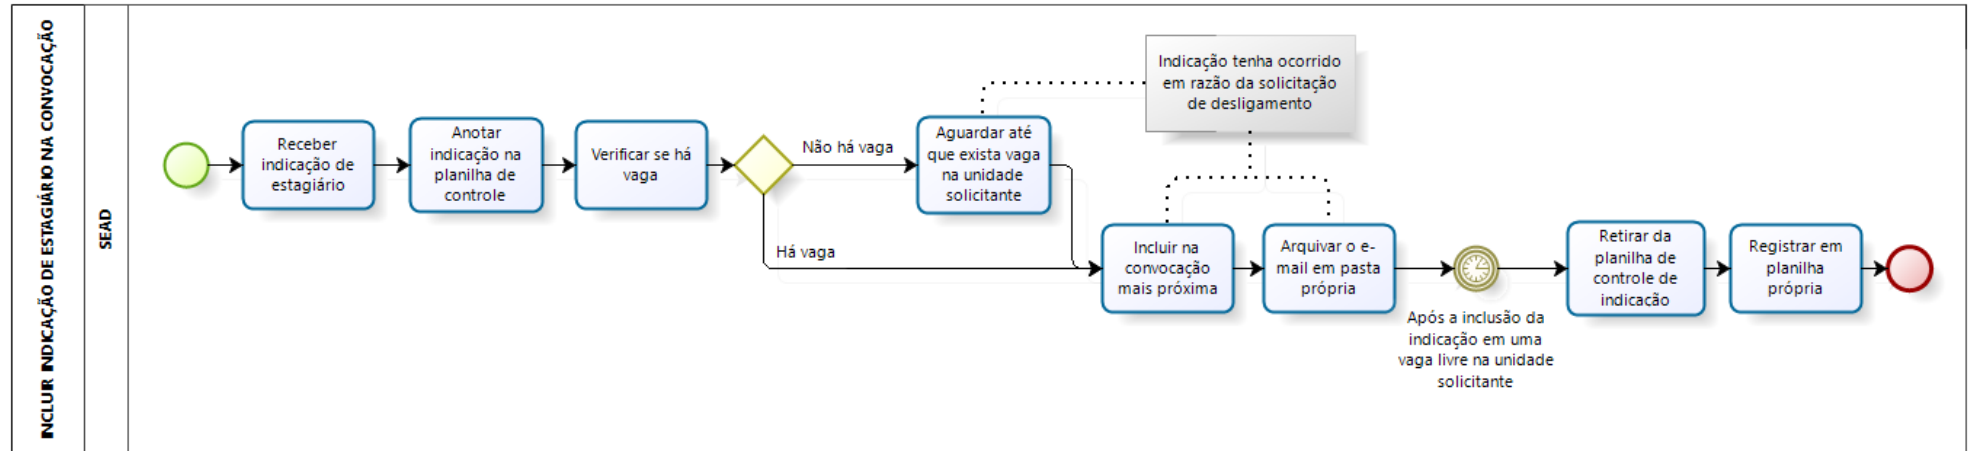 INCLUIR INDICAÇÃO DE ESTAGIÁRIO NA CONVOCAÇÃO
SEAD
Receber
indicação de
estagiário
Anotar
indicação na
planilha de
controle
Verificar se há
vaga
Não há vaga
Há vaga
Aguardar até
que exista vaga
na unidade
solicitante
Indicação tenha ocorrido
em razão da solicitação
de desligamento
Incluir na
convocação
mais próxima
Arquivar o e-
mail em pasta
própria
Após a inclusão da
indicação em uma
vaga livre na unidade
solicitante
Retirar da
planilha de
controle de
indicação
Registrar em
planilha
própria